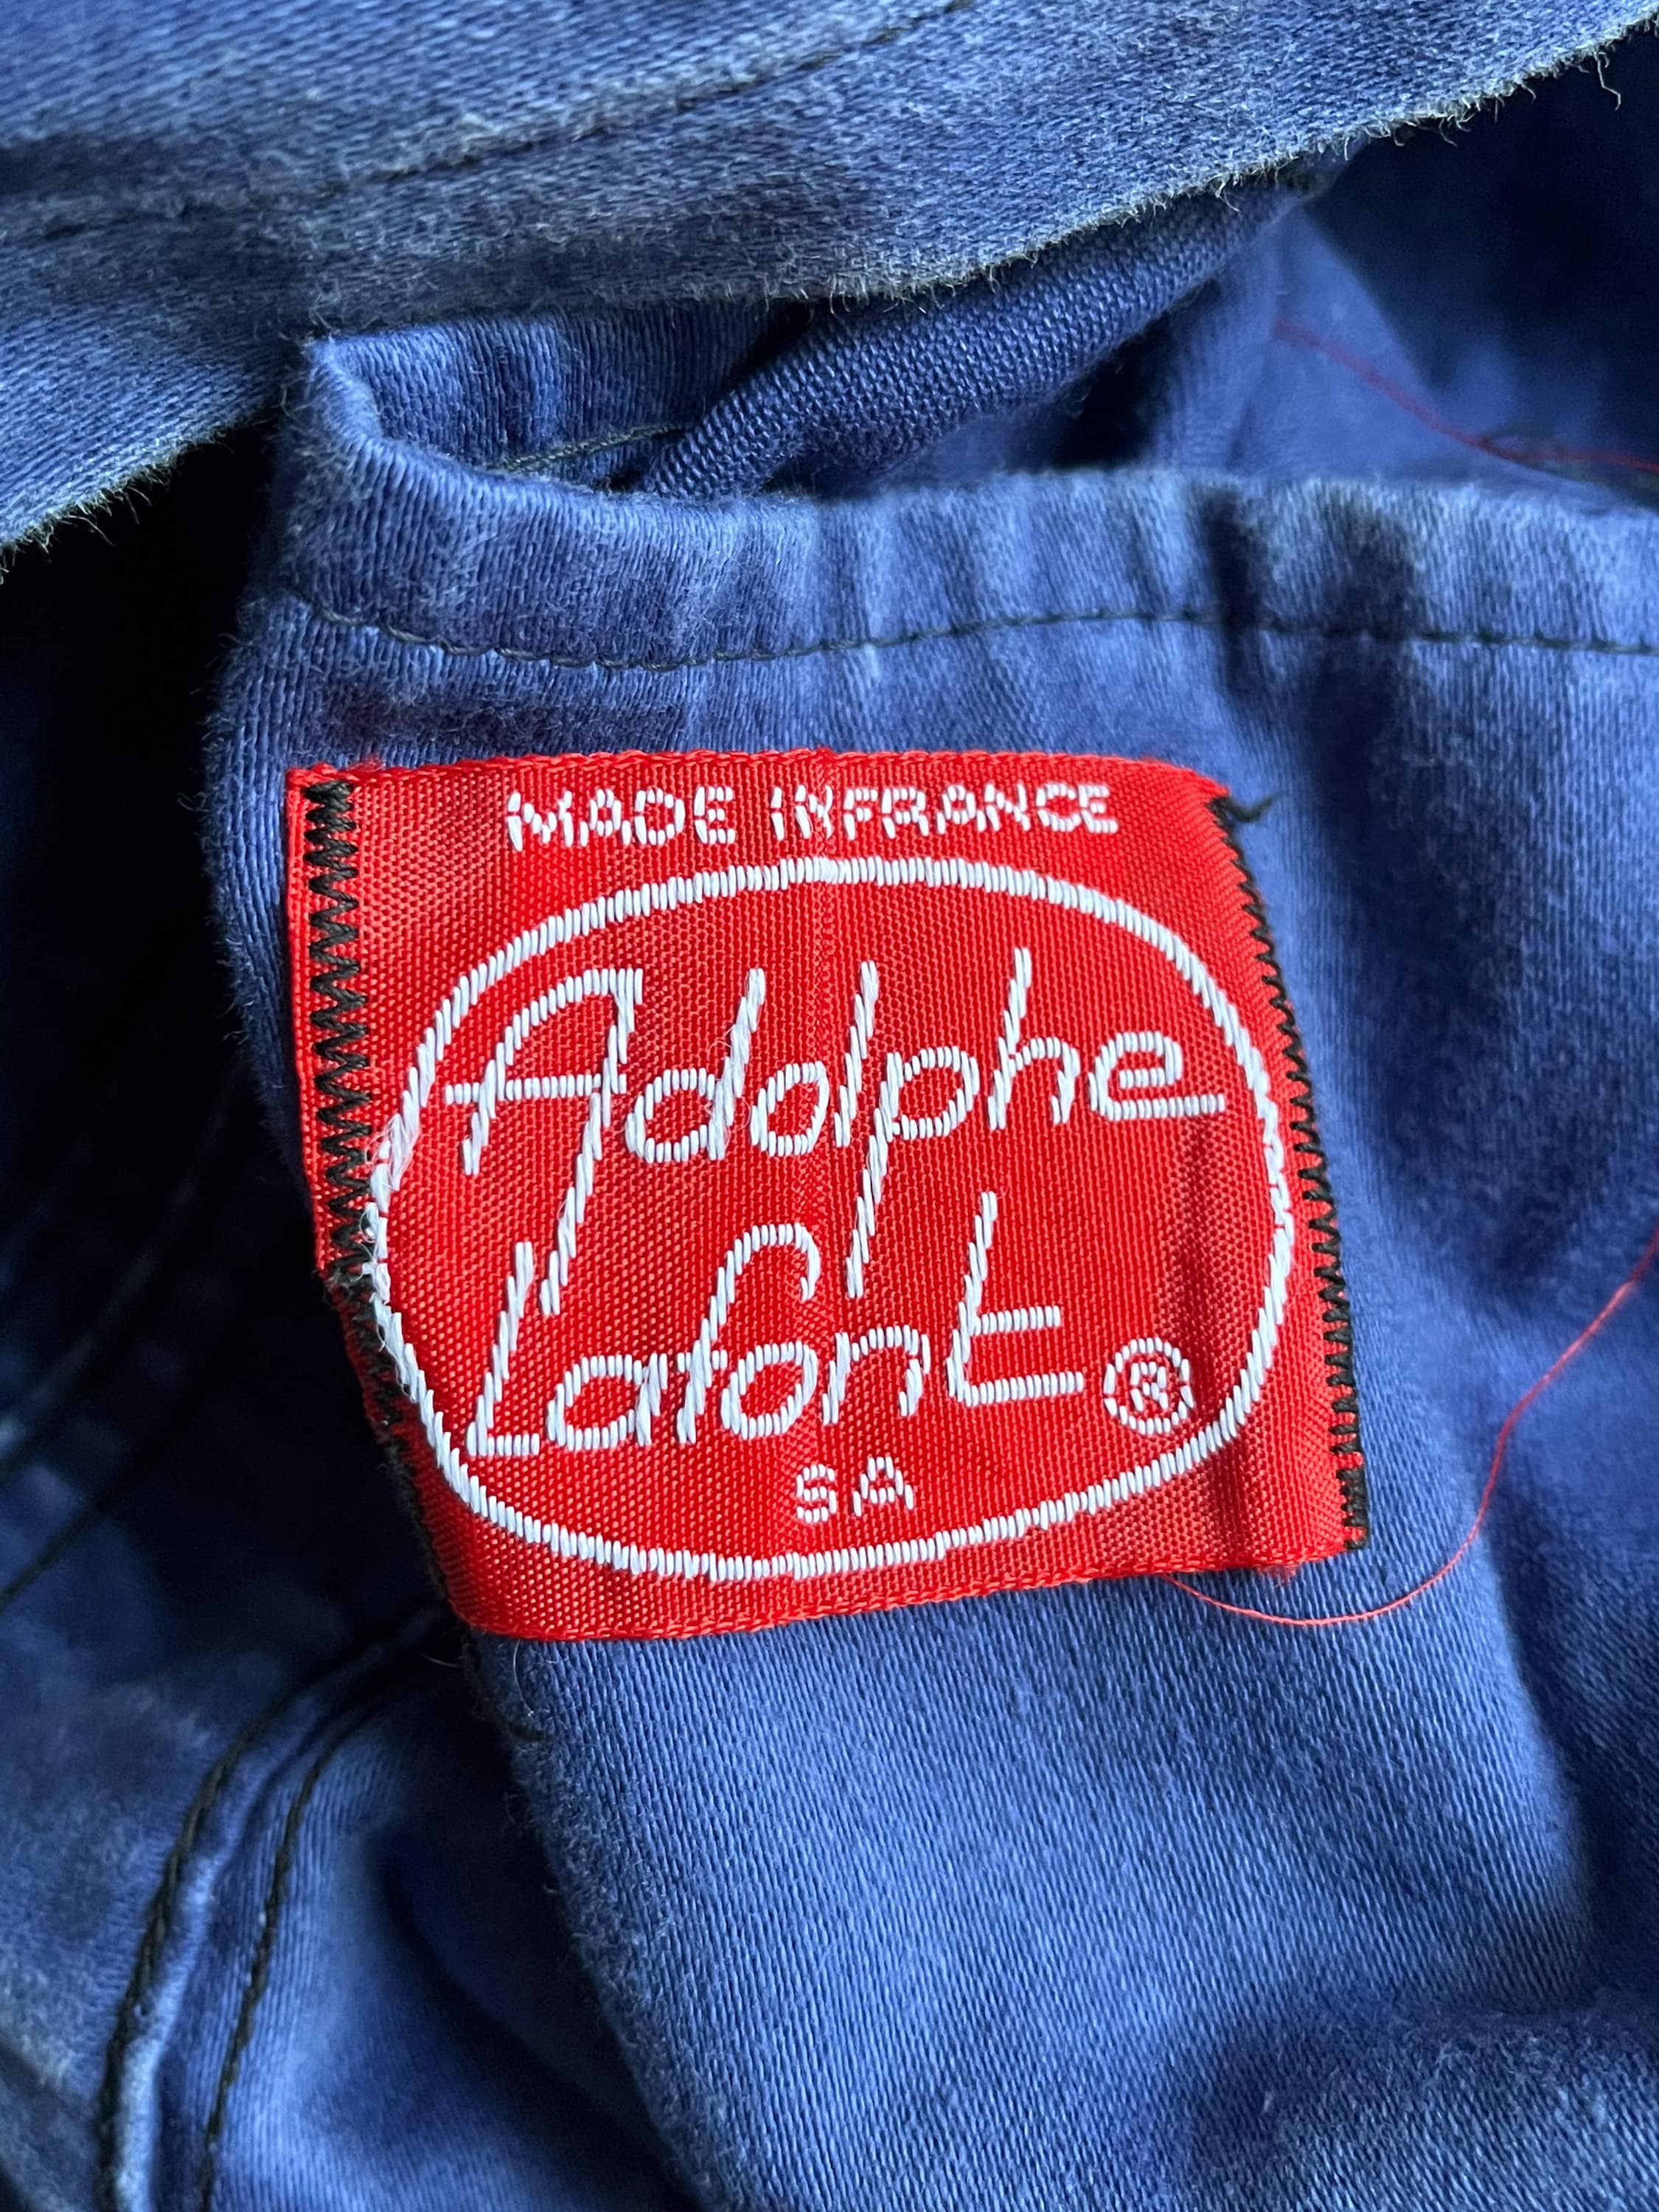 MADE IN FRANCE
Adolphe
Lafont ®
SA